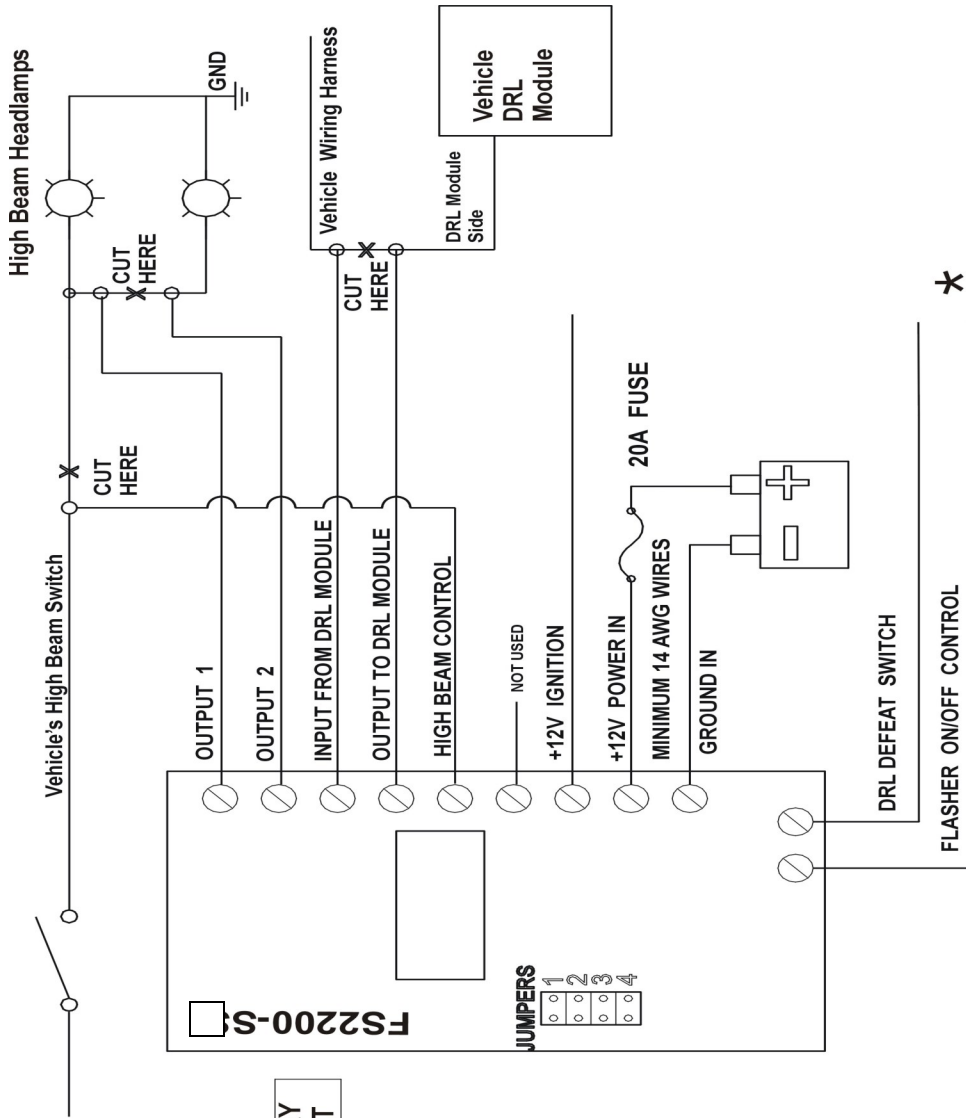 High Beam Headlamps
GND
CUT
HERE
CUT
HERE
Vehicle's High Beam Switch
Vehicle Wiring Harness
Vehicle
DRL
Module
DRL Module
Side
CUT
HERE
OUTPUT 1
OUTPUT 2
INPUT FROM DRL MODULE
OUTPUT TO DRL MODULE
HIGH BEAM CONTROL
NOT USED
+12V IGNITION
+12V POWER IN
20A FUSE
MINIMUM 14 AWG WIRES
GROUND IN
DRL DEFEAT SWITCH
FLASHER ON/OFF CONTROL
*
JUMPERS
1
2
3
4